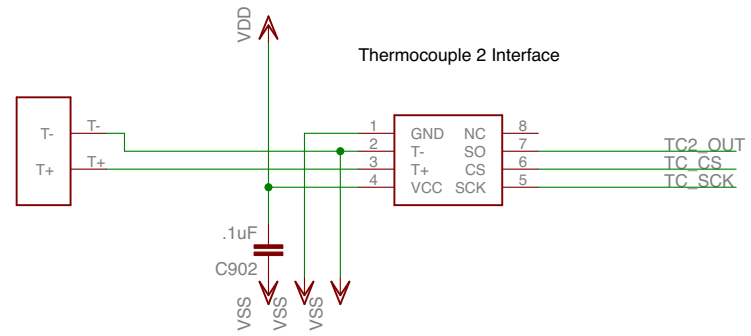 VDD
Thermocouple 2 Interface
T- T-
T+ T+
1 GND NC 8
2 T- SO 7 TC2_OUT
3 T+ CS 6 TC_CS
4 VCC SCK 5 TC_SCK
.1uF
C902
VSS VSS VSS